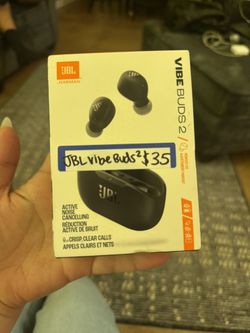 JBL
HARMAN
VIBE BUDS 2
JBL Vibe Buds 2 $35
JBL
ACTIVE
NOISE
CANCELLING
RÉDUCTION
ACTIVE DE BRUIT
CRISP, CLEAR CALLS
APPELS CLAIRS ET NETS